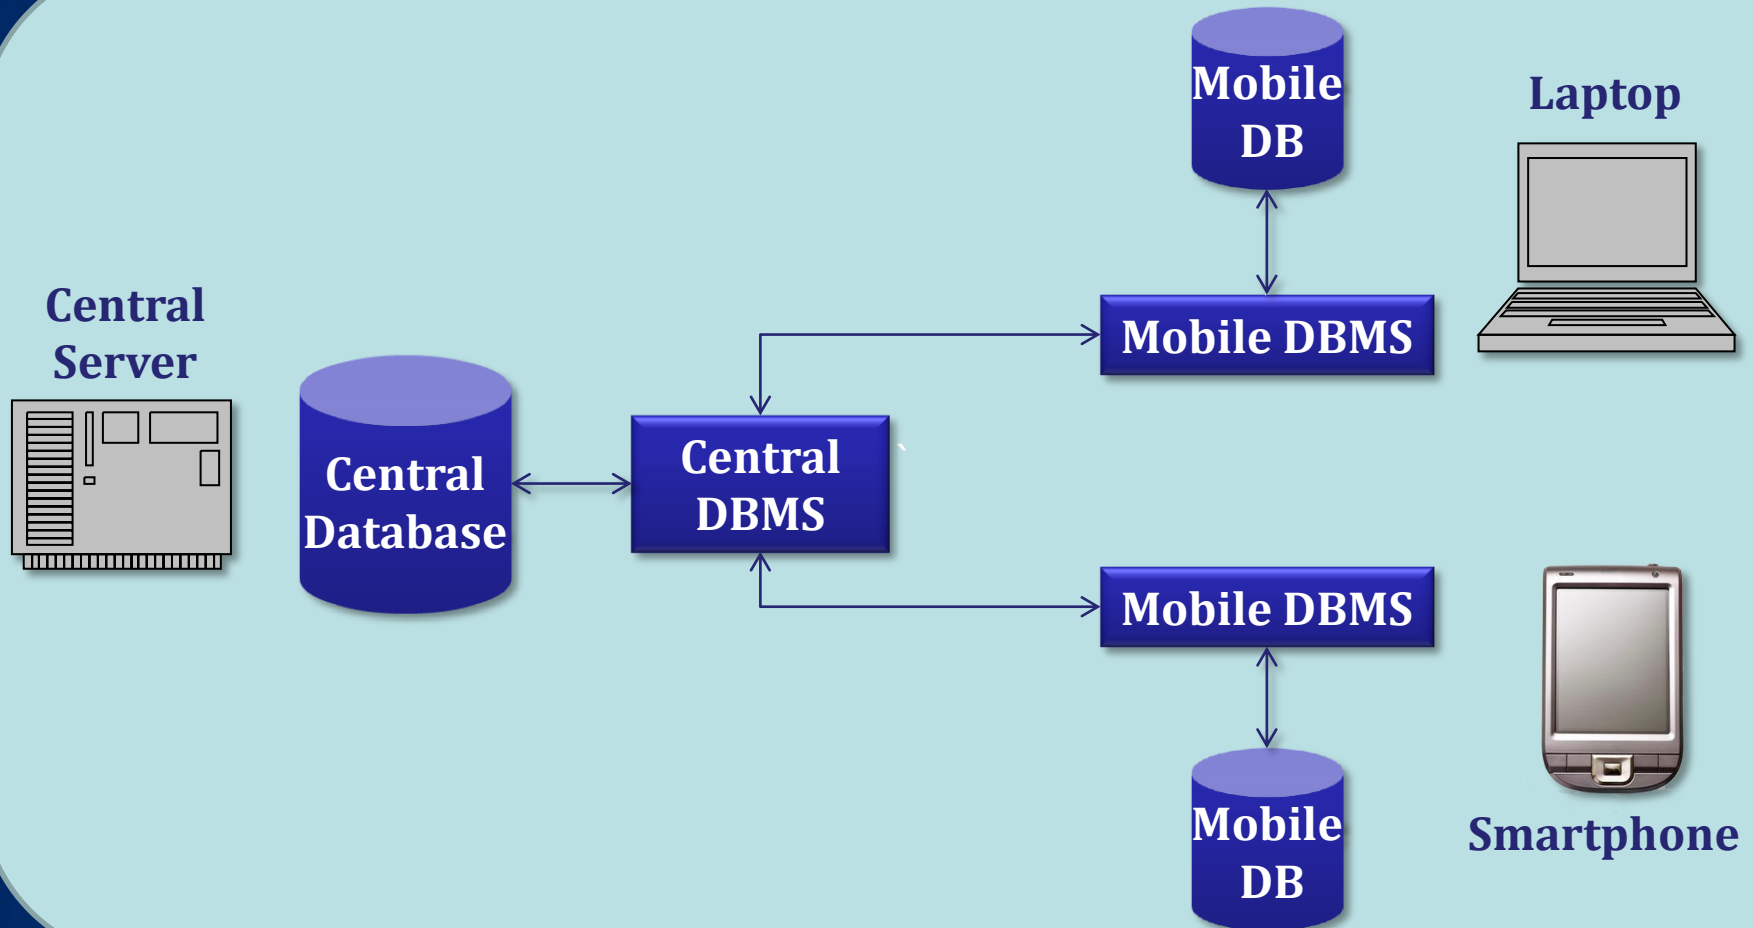 Mobile
DB
Laptop
Central
Server
Mobile DBMS
Central
Database
Central
DBMS
`
Mobile DBMS
Mobile
DB
Smartphone